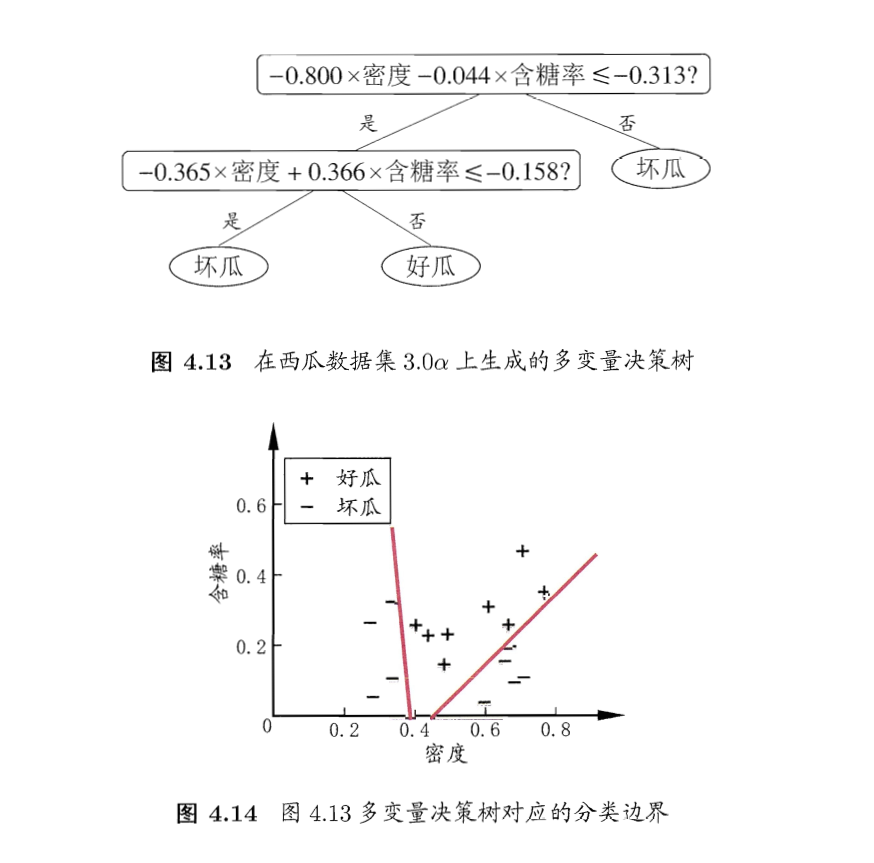 −0.800×密度 −0.044×含糖率 ≤−0.313?
是
否
−0.365×密度 + 0.366×含糖率 ≤−0.158?
坏瓜
是
否
坏瓜
好瓜
图 4.13 在西瓜数据集 3.0α 上生成的多变量决策树
+ 好瓜
− 坏瓜
0.6
0.4
0.2
含糖率
0
0.2
0.4
0.6
0.8
密度
图 4.14 图 4.13 多变量决策树对应的分类边界